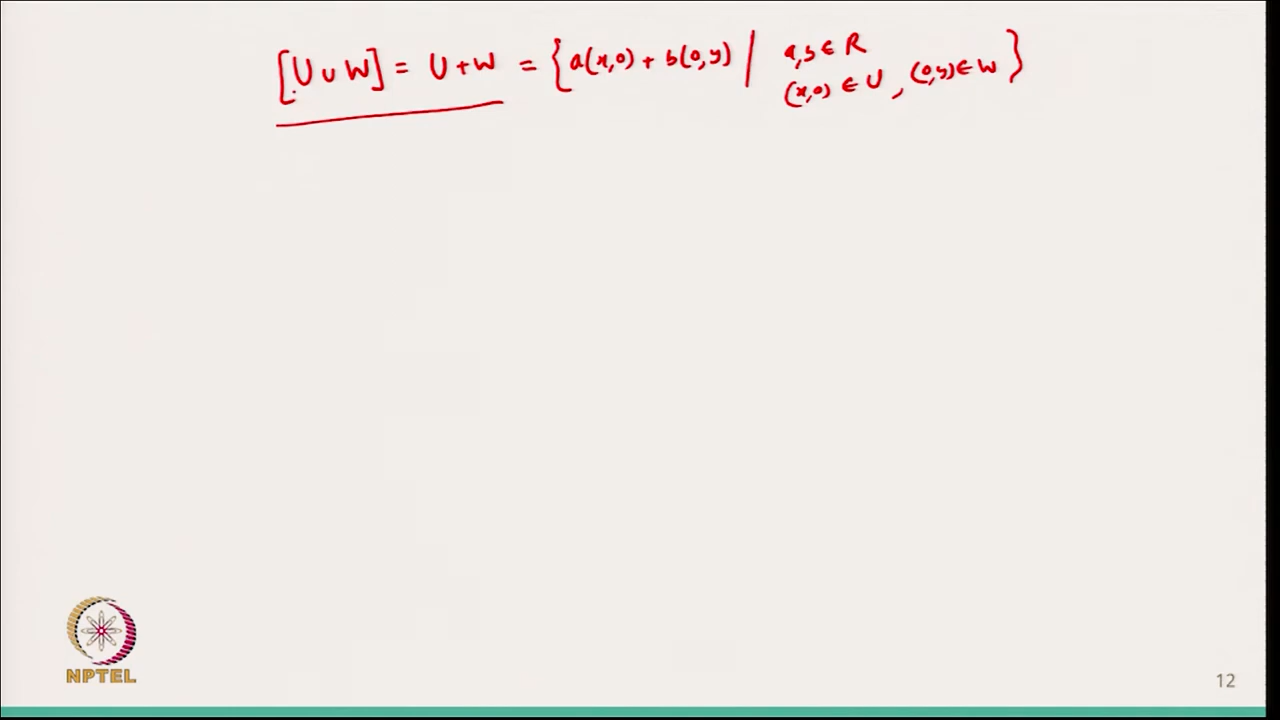 [U ∪ W] = U + W = { a(x,0) + b(0,y) | a,b ∈ R
(x,0) ∈ U , (0,y) ∈ W }
NPTEL
12